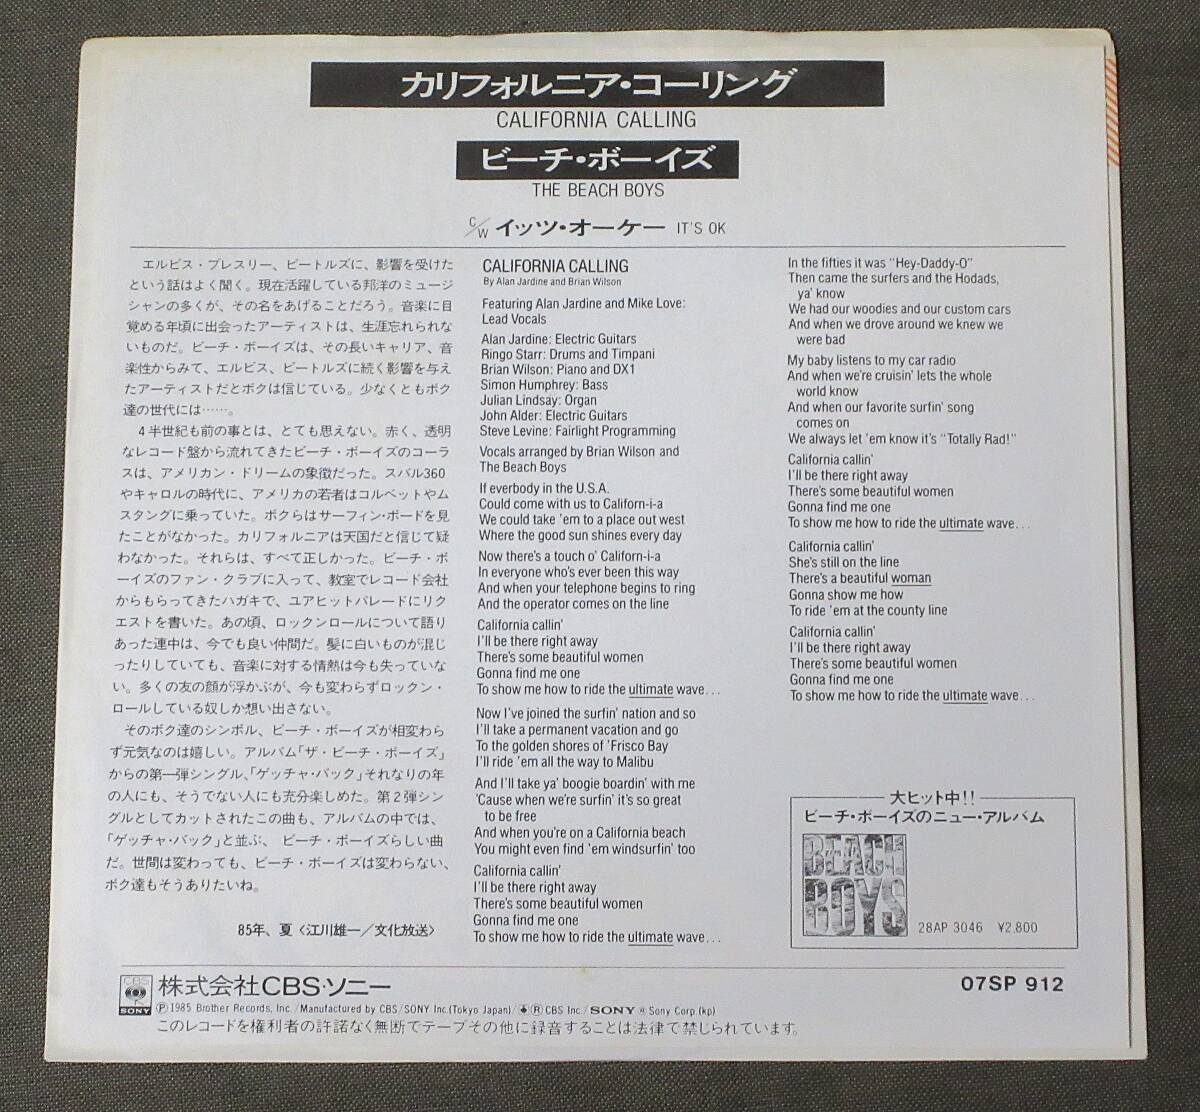 カリフォルニア・コーリング
CALIFORNIA CALLING
ビーチ・ボーイズ
THE BEACH BOYS
C/W イッツ・オーケー IT'S OK
エルビス・プレスリー、ビートルズに、影響を受けた
という話はよく聞く。現在活躍している邦洋のミュージ
シャンの多くが、その名をあげることだろう。音楽に目
覚める年頃に出会ったアーティストは、生涯忘れられな
いものだ。ビーチ・ボーイズは、その長いキャリア、音
楽性からみて、エルビス、ビートルズに続く影響を与え
たアーティストだとボクは信じている。少なくともボク
達の世代には……。
4半世紀も前の事とは、とても思えない。赤く、透明
なレコード盤から流れてきたビーチ・ボーイズのコーラ
スは、アメリカン・ドリームの象徴だった。スバル360
やキャロルの時代に、アメリカの若者はコルベットやム
スタングに乗っていた。ボクらはサーフィン・ボードを見
たことがなかった。カリフォルニアは天国だと信じて疑
わなかった。それらは、すべて正しかった。ビーチ・ボ
ーイズのファン・クラブに入って、教室でレコード会社
からもらってきたハガキで、ユアヒットパレードにリク
エストを書いた。あの頃、ロックンロールについて語り
あった連中は、今でも良い仲間だ。髪に白いものが混じ
ったりしていても、音楽に対する情熱は今も失っていな
い。多くの友の顔が浮かぶが、今も変わらずロックン・
ロールしている奴しか想い出さない。
そのボク達のシンボル、ビーチ・ボーイズが相変わら
ず元気なのは嬉しい。アルバム「ザ・ビーチ・ボーイズ」
からの第一弾シングル、「ゲッチャ・バック」それなりの年
の人にも、そうでない人にも充分楽しめた。第2弾シン
グルとしてカットされたこの曲も、アルバムの中では、
「ゲッチャ・バック」と並ぶ、ビーチ・ボーイズらしい曲
だ。世間は変わっても、ビーチ・ボーイズは変わらない、
ボク達もそうありたいね。
85年、夏〈江川雄一／文化放送〉
CALIFORNIA CALLING
By Alan Jardine and Brian Wilson
Featuring Alan Jardine and Mike Love:
Lead Vocals
Alan Jardine: Electric Guitars
Ringo Starr: Drums and Timpani
Brian Wilson: Piano and DX1
Simon Humphrey: Bass
Julian Lindsay: Organ
John Alder: Electric Guitars
Steve Levine: Fairlight Programming
Vocals arranged by Brian Wilson and
The Beach Boys
If everbody in the U.S.A.
Could come with us to Californ-i-a
We could take 'em to a place out west
Where the good sun shines every day
Now there's a touch o' Californ-i-a
In everyone who's ever been this way
And when your telephone begins to ring
And the operator comes on the line
California callin'
I'll be there right away
There's some beautiful women
Gonna find me one
To show me how to ride the ultimate wave...
Now I've joined the surfin' nation and so
I'll take a permanent vacation and go
To the golden shores of 'Frisco Bay
I'll ride 'em all the way to Malibu
And I'll take ya' boogie boardin' with me
'Cause when we're surfin' it's so great
to be free
And when you're on a California beach
You might even find 'em windsurfin' too
California callin'
I'll be there right away
There's some beautiful women
Gonna find me one
To show me how to ride the ultimate wave...
In the fifties it was "Hey-Daddy-O"
Then came the surfers and the Hodads,
ya' know
We had our woodies and our custom cars
And when we drove around we knew we
were bad
My baby listens to my car radio
And when we're cruisin' lets the whole
world know
And when our favorite surfin' song
comes on
We always let 'em know it's "Totally Rad!"
California callin'
I'll be there right away
There's some beautiful women
Gonna find me one
To show me how to ride the ultimate wave...
California callin'
She's still on the line
There's a beautiful woman
Gonna show me how
To ride 'em at the county line
California callin'
I'll be there right away
There's some beautiful women
Gonna find me one
To show me how to ride the ultimate wave...
大ヒット中!!
ビーチ・ボーイズのニュー・アルバム
BEACH
BOYS
28AP 3046 ¥2,800
CBS
SONY
株式会社CBS・ソニー
07SP 912
Ⓟ1985 Brother Records, Inc./Manufactured by CBS/SONY Inc.(Tokyo Japan)/Ⓡ CBS Inc./SONY ® Sony Corp.(kp)
このレコードを権利者の許諾なく無断でテープその他に録音することは法律で禁じられています。